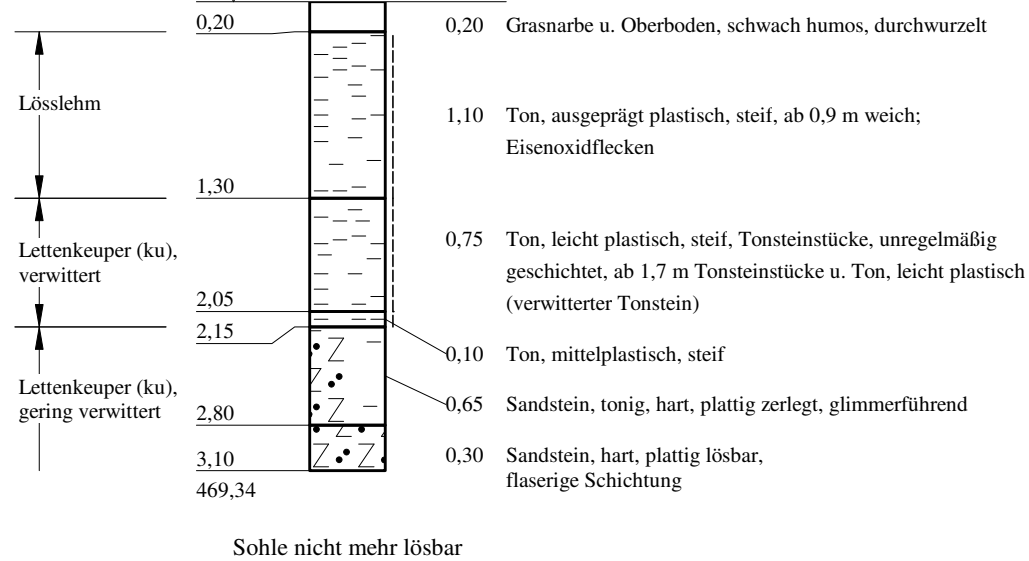 0,20
0,20 Grasnarbe u. Oberboden, schwach humos, durchwurzelt
Lösslehm
1,10 Ton, ausgeprägt plastisch, steif, ab 0,9 m weich;
Eisenoxidflecken
1,30
Lettenkeuper (ku),
verwittert
0,75 Ton, leicht plastisch, steif, Tonsteinstücke, unregelmäßig
geschichtet, ab 1,7 m Tonsteinstücke u. Ton, leicht plastisch
(verwitterter Tonstein)
2,05
2,15
0,10 Ton, mittelplastisch, steif
Lettenkeuper (ku),
gering verwittert
0,65 Sandstein, tonig, hart, plattig zerlegt, glimmerführend
2,80
0,30 Sandstein, hart, plattig lösbar,
flaserige Schichtung
3,10
469,34
Sohle nicht mehr lösbar